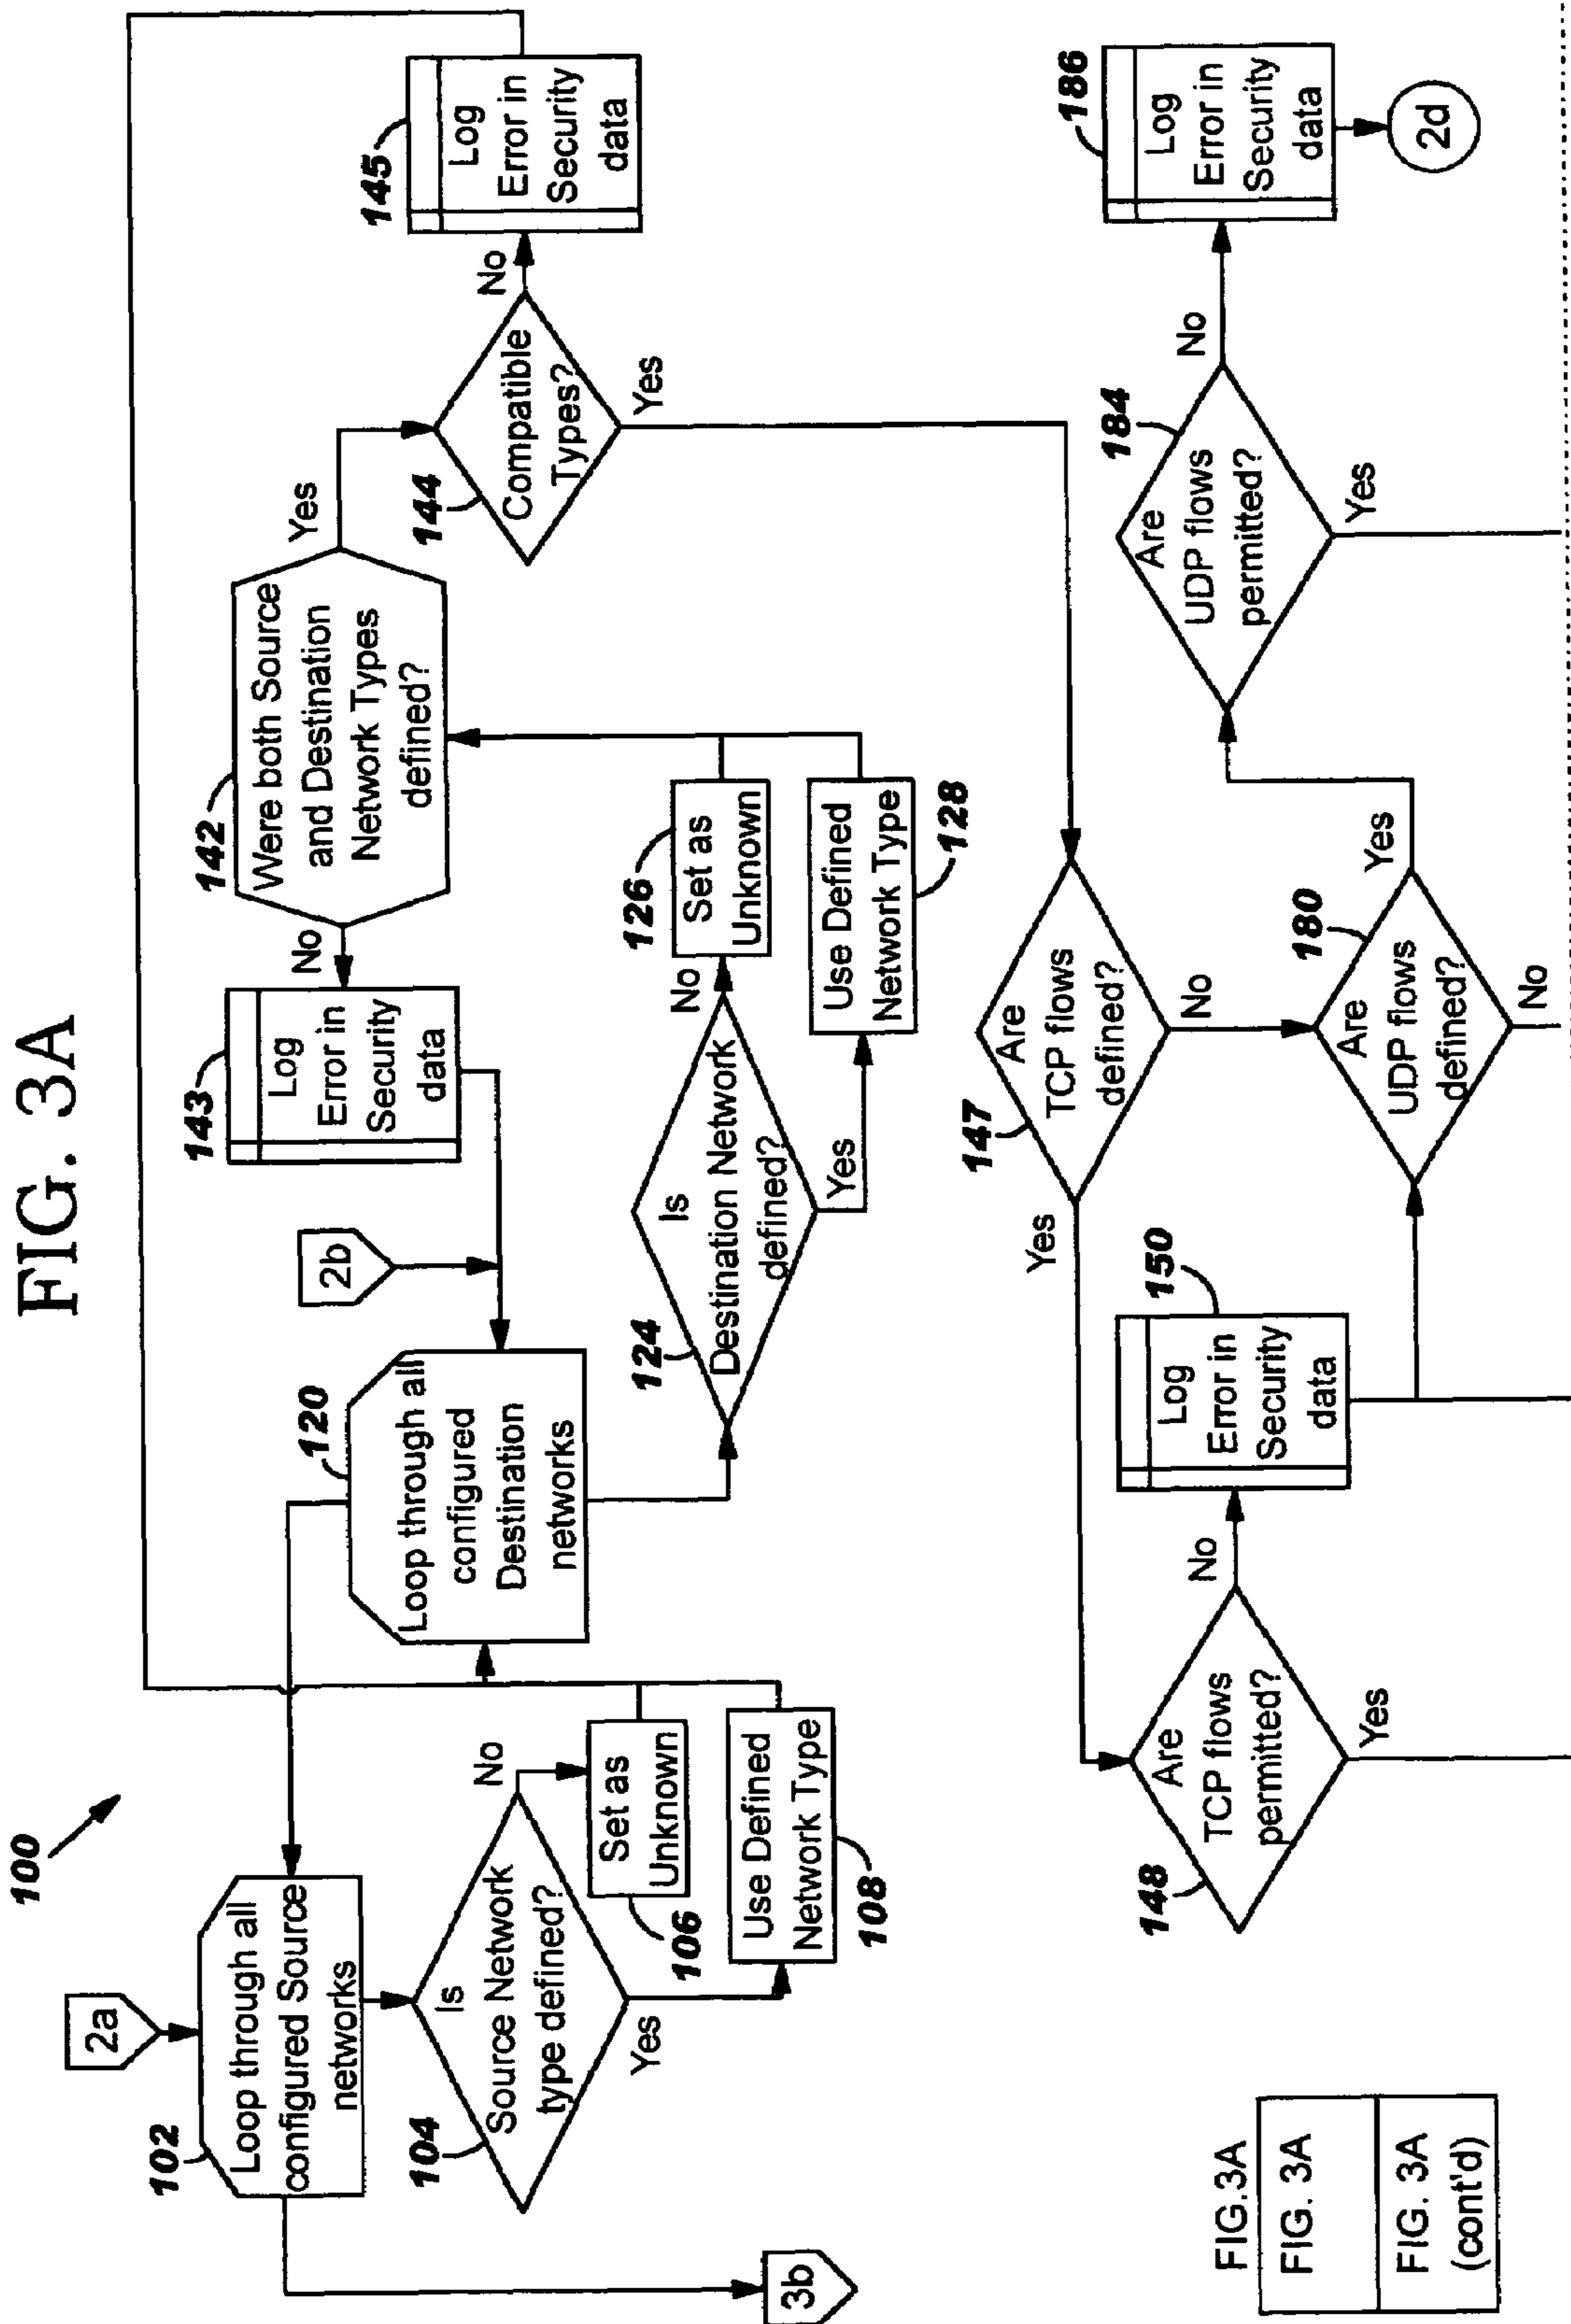 FIG. 3A
100
2a
102
Loop through all
configured Source
networks
3b
104
Is
Source Network
type defined?
No
Yes
Set as
Unknown
106
Use Defined
Network Type
108
120
Loop through all
configured
Destination
networks
2b
143
Log
Error in
Security
data
No
142
Were both Source
and Destination
Network Types
defined?
Yes
124
Is
Destination Network
defined?
No
Yes
126
Set as
Unknown
Use Defined
Network Type
128
144
Compatible
Types?
No
Yes
145
Log
Error in
Security
data
147
Are
TCP flows
defined?
Yes
No
148
Are
TCP flows
permitted?
No
Yes
150
Log
Error in
Security
data
180
Are
UDP flows
defined?
Yes
No
184
Are
UDP flows
permitted?
No
Yes
186
Log
Error in
Security
data
2d
FIG.3A
FIG. 3A
FIG. 3A
(cont'd)